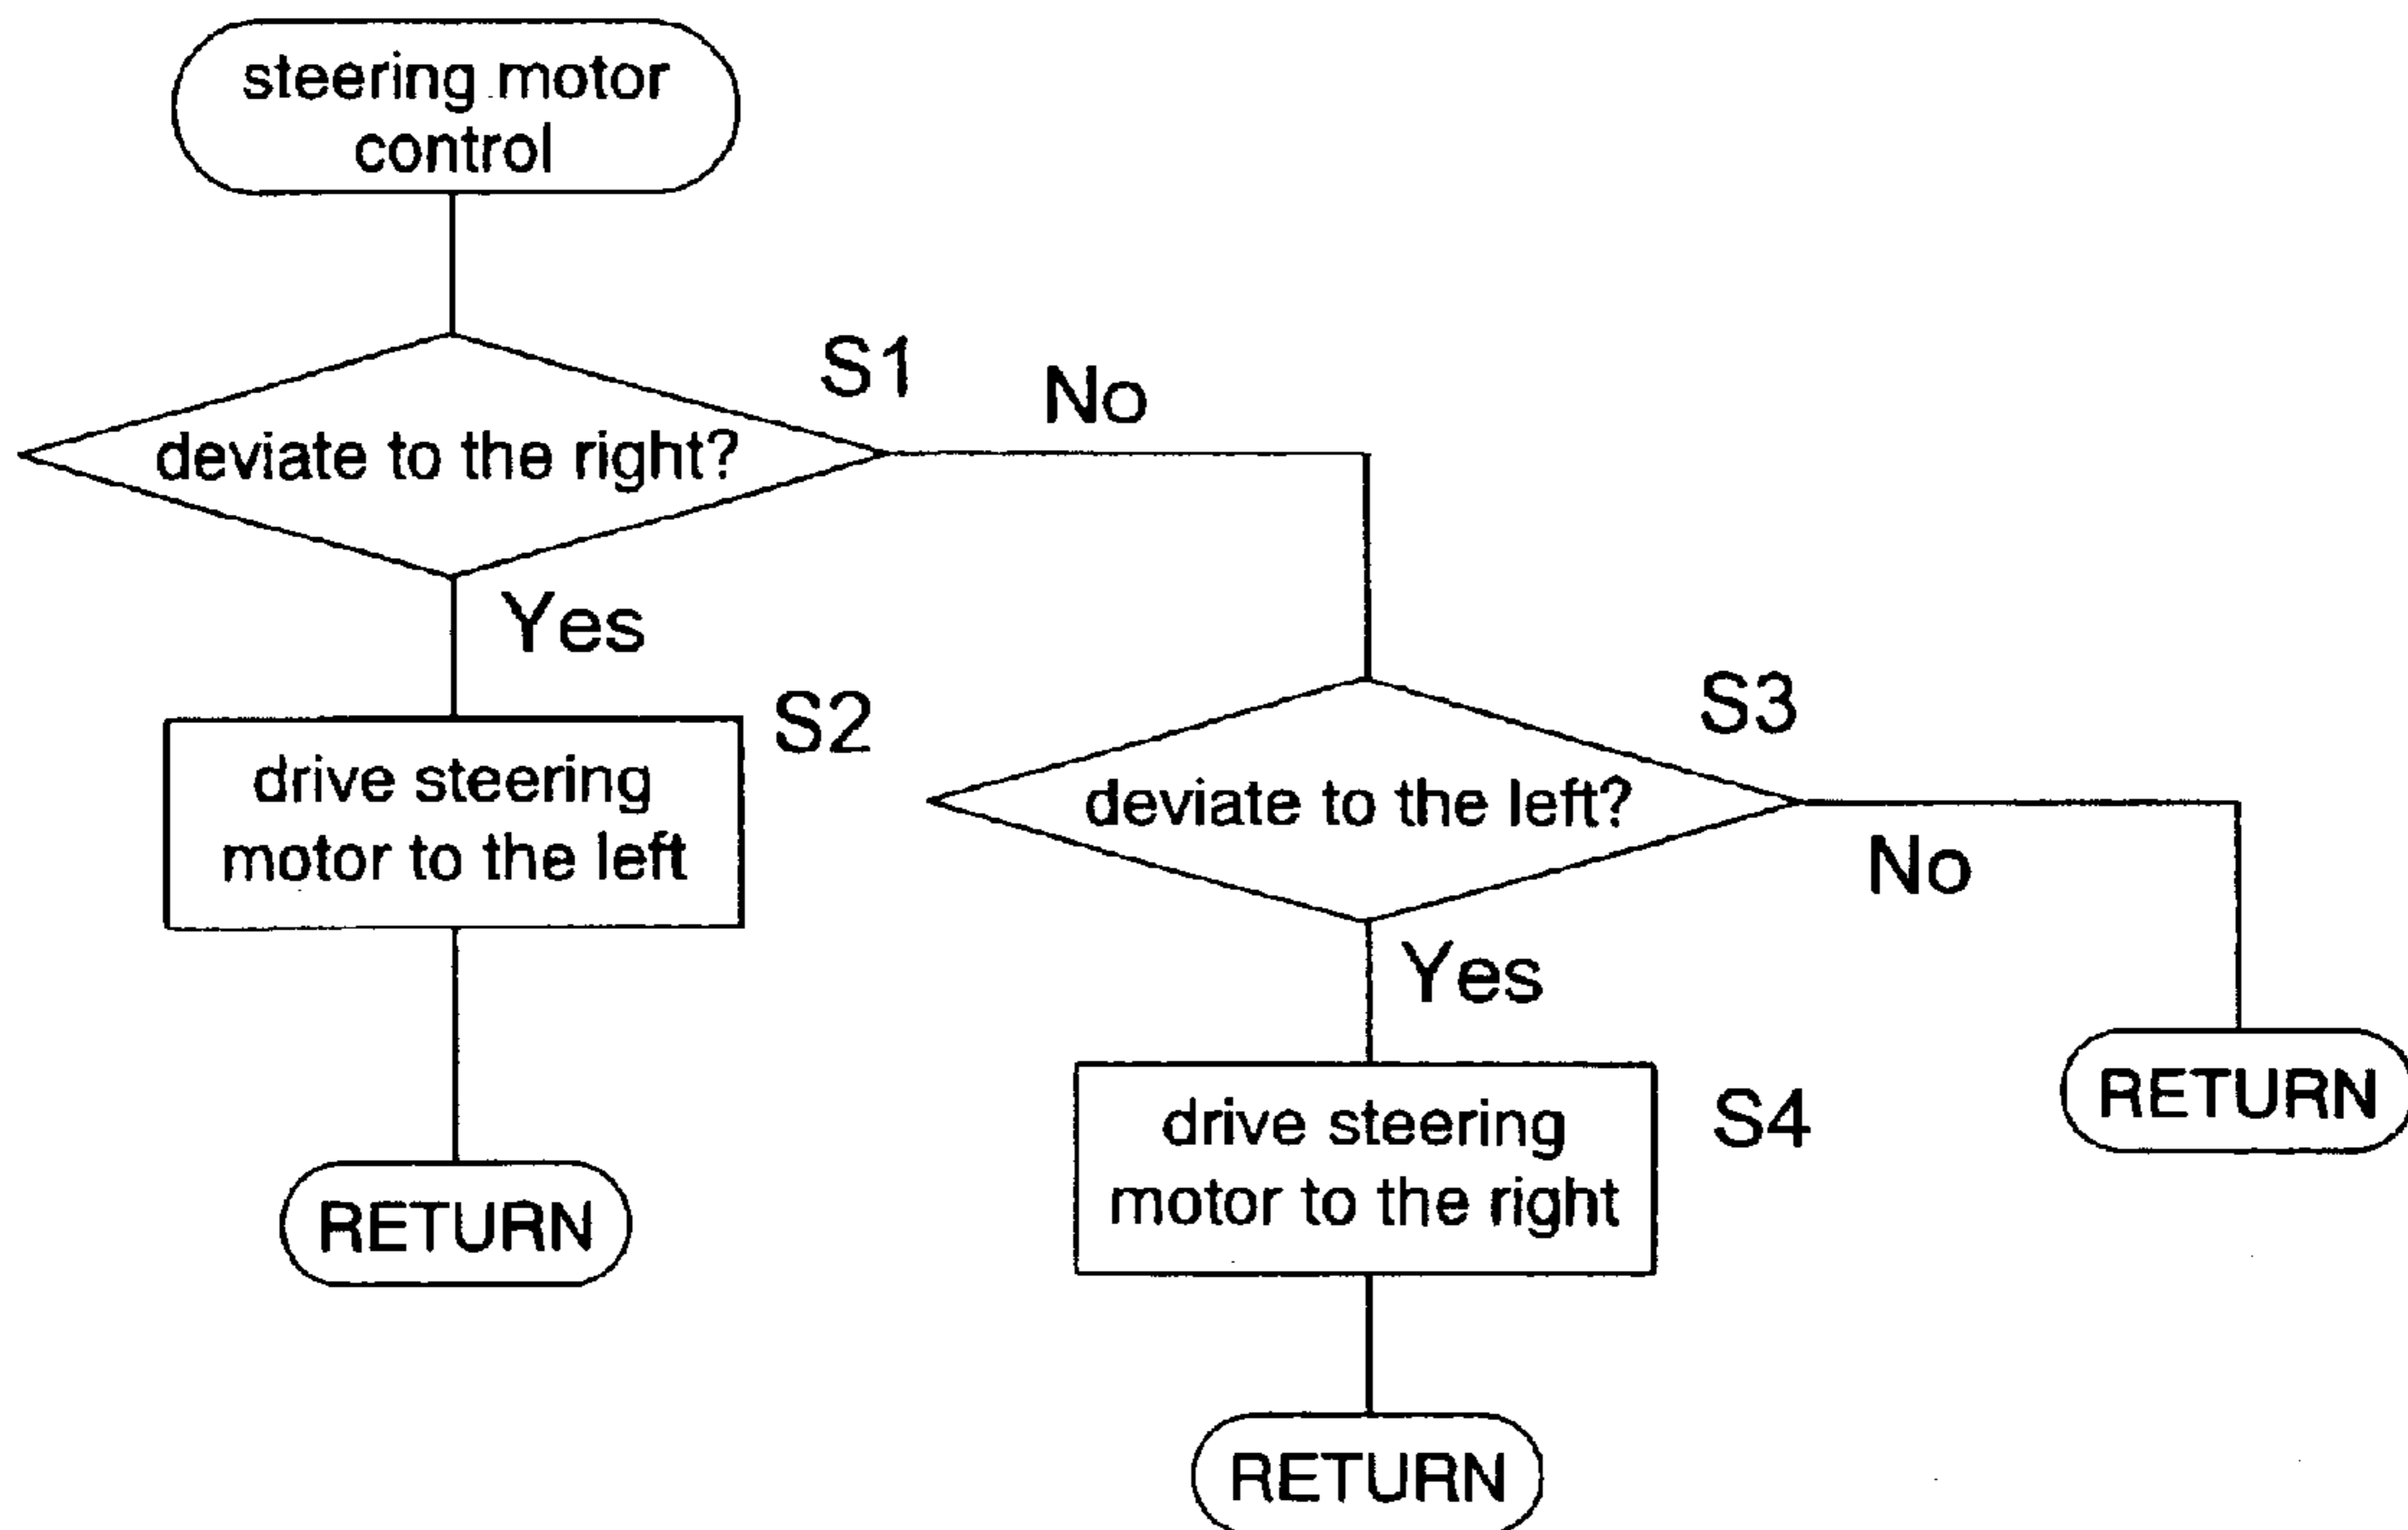 steering motor
control
S1
No
deviate to the right?
Yes
S2
drive steering
motor to the left
RETURN
S3
deviate to the left?
No
Yes
S4
drive steering
motor to the right
RETURN
RETURN